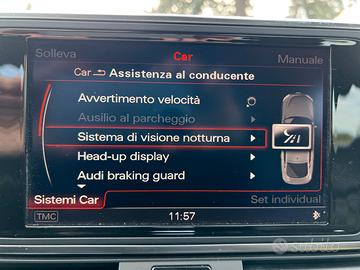 Solleva Car Manuale
Car Assistenza al conducente
Avvertimento velocità
Ausilio al parcheggio
Sistema di visione notturna
Head-up display
Audi braking guard
Sistemi Car Set individual
TMC 11:57
subito